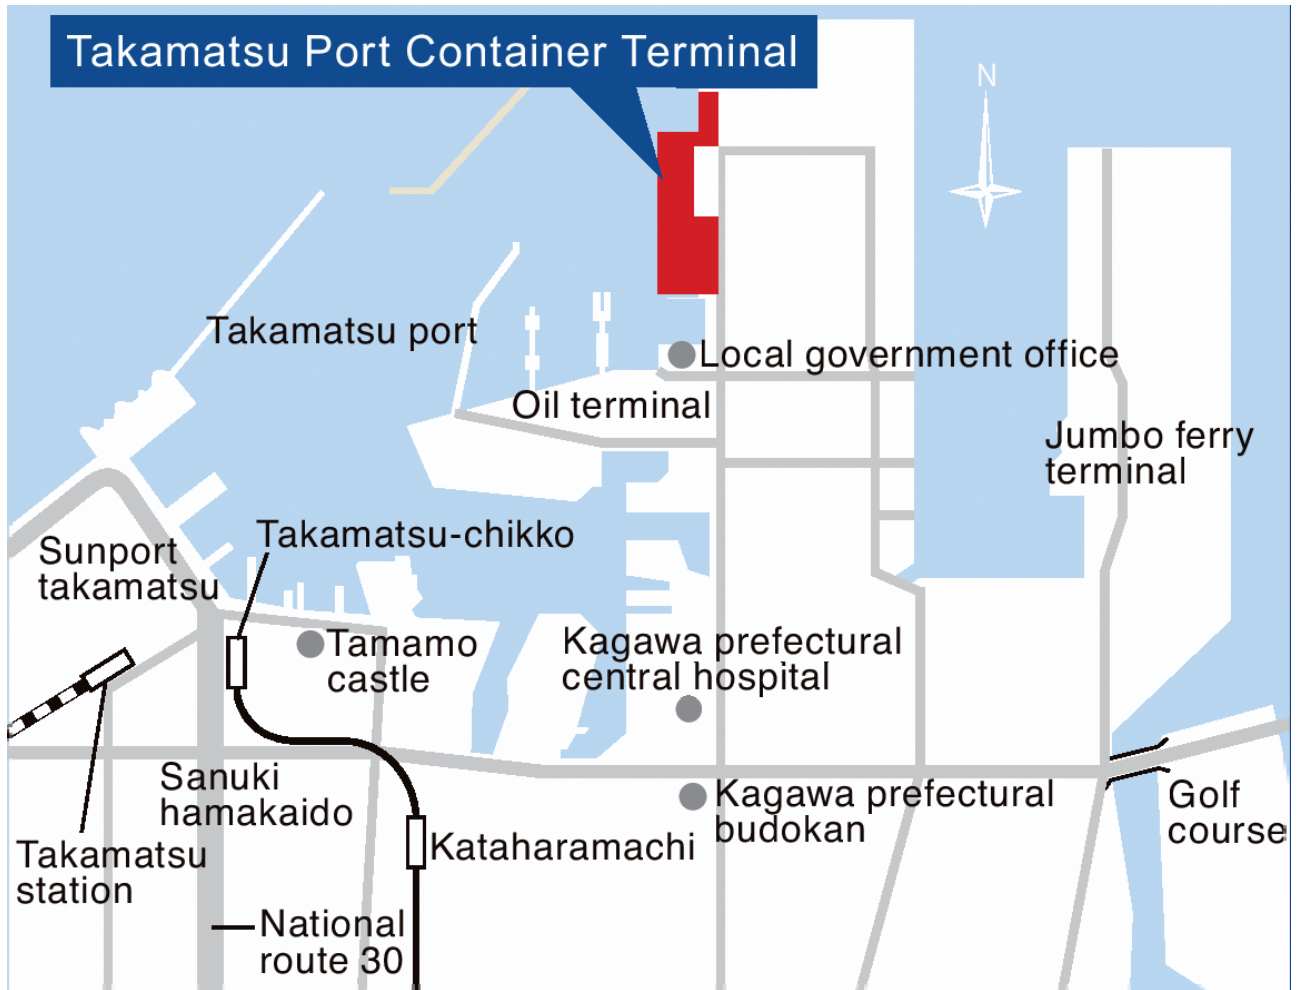 Takamatsu Port Container Terminal
N
Takamatsu port
Local government office
Oil terminal
Jumbo ferry
terminal
Takamatsu-chikko
Sunport
takamatsu
Tamamo
castle
Kagawa prefectural
central hospital
Sanuki
hamakaido
Kagawa prefectural
budokan
Golf
course
Takamatsu
station
Kataharamachi
National
route 30